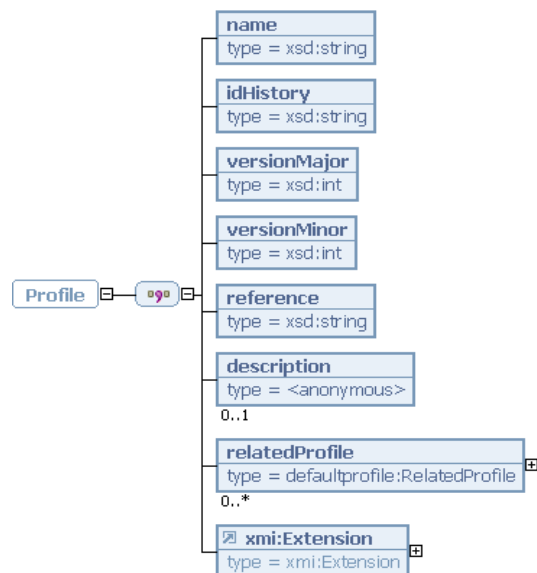 name
type = xsd:string
idHistory
type = xsd:string
versionMajor
type = xsd:int
versionMinor
type = xsd:int
Profile
reference
type = xsd:string
description
type = <anonymous>
0..1
relatedProfile
type = defaultprofile:RelatedProfile
0..*
xmi:Extension
type = xmi:Extension